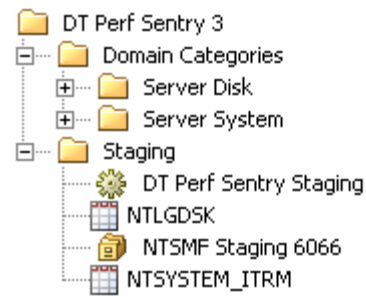 DT Perf Sentry 3
Domain Categories
Server Disk
Server System
Staging
DT Perf Sentry Staging
NTLGDSK
NTSMF Staging 6066
NTSYSTEM_ITRM